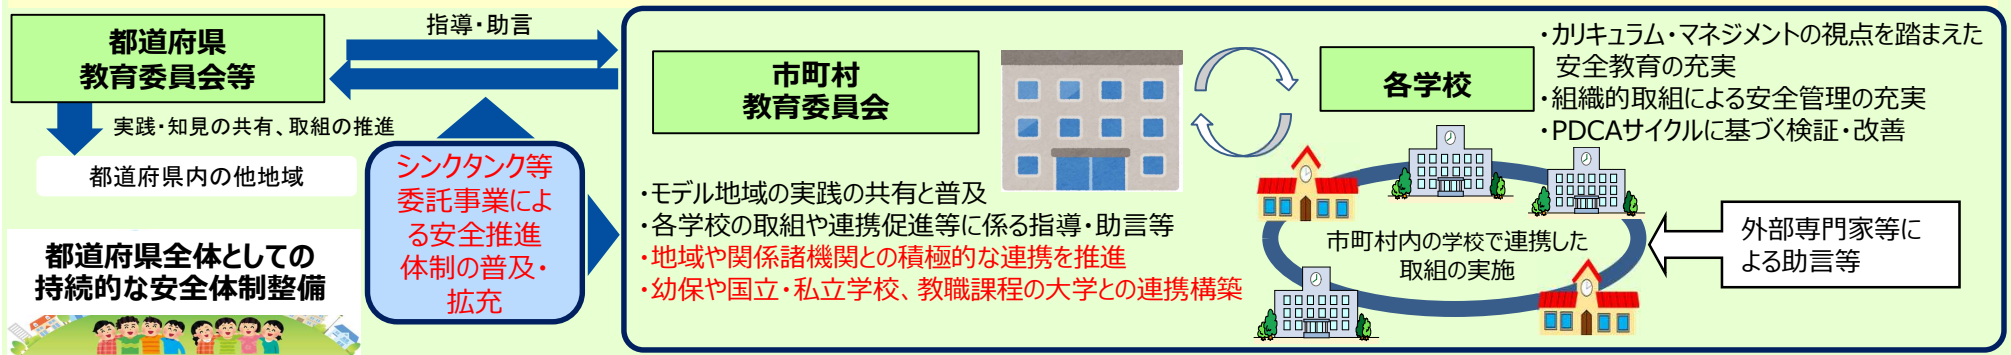 都道府県
教育委員会等
指導・助言
実践・知見の共有、取組の推進
都道府県内の他地域
都道府県全体としての
持続的な安全体制整備
シンクタンク等
委託事業によ
る安全推進
体制の普及・
拡充
市町村
教育委員会
・モデル地域の実践の共有と普及
・各学校の取組や連携促進等に係る指導・助言等
・地域や関係諸機関との積極的な連携を推進
・幼保や国立・私立学校、教職課程の大学との連携構築
各学校
・カリキュラム・マネジメントの視点を踏まえた
安全教育の充実
・組織的取組による安全管理の充実
・PDCAサイクルに基づく検証・改善
市町村内の学校で連携した
取組の実施
外部専門家等に
よる助言等